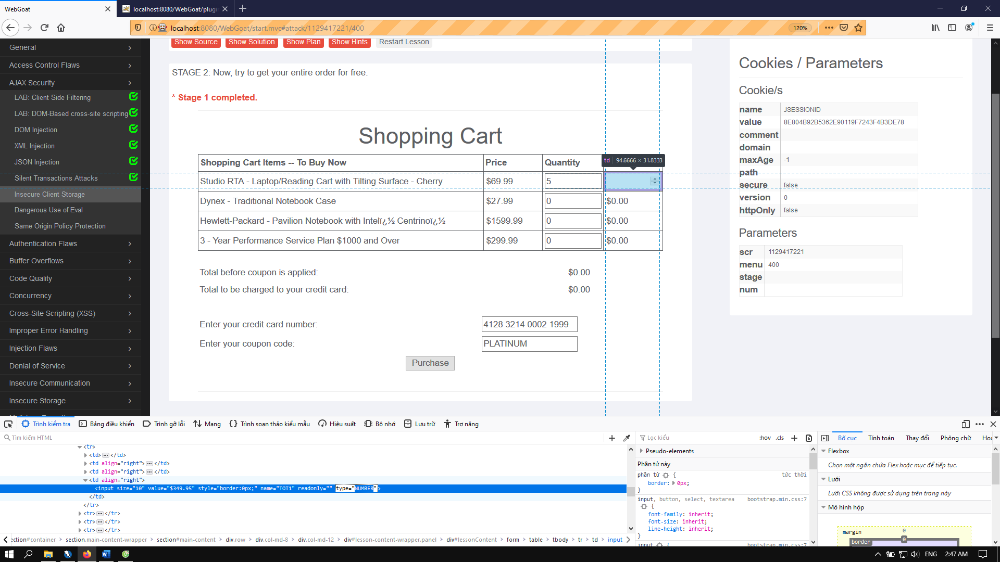 WebGoat
localhost:8080/WebGoat/plugin
localhost:8080/WebGoat/start.mvc#attack/1129417221/400
120%
General
Access Control Flaws
AJAX Security
LAB: Client Side Filtering
LAB: DOM-Based cross-site scripting
DOM Injection
XML Injection
JSON Injection
Silent Transactions Attacks
Insecure Client Storage
Dangerous Use of Eval
Same Origin Policy Protection
Authentication Flaws
Buffer Overflows
Code Quality
Concurrency
Cross-Site Scripting (XSS)
Improper Error Handling
Injection Flaws
Denial of Service
Insecure Communication
Insecure Storage
Show Source Show Solution Show Plan Show Hints Restart Lesson
STAGE 2: Now, try to get your entire order for free.
* Stage 1 completed.
Shopping Cart
Shopping Cart Items -- To Buy Now Price Quantity
td 94.6666 × 31.8333
Studio RTA - Laptop/Reading Cart with Tilting Surface - Cherry $69.99 5
Dynex - Traditional Notebook Case $27.99 0 $0.00
Hewlett-Packard - Pavilion Notebook with Intelï¿½ Centrinoï¿½ $1599.99 0 $0.00
3 - Year Performance Service Plan $1000 and Over $299.99 0 $0.00
Total before coupon is applied: $0.00
Total to be charged to your credit card: $0.00
Enter your credit card number: 4128 3214 0002 1999
Enter your coupon code: PLATINUM
Purchase
Cookies / Parameters
Cookie/s
name JSESSIONID
value 8E804B92B5362E90119F7243F4B3DE78
comment
domain
maxAge -1
path
secure false
version 0
httpOnly false
Parameters
scr 1129417221
menu 400
stage
num
Trình kiểm tra Bảng điều khiển Trình gỡ lỗi Mạng Trình soạn thảo kiểu mẫu Hiệu suất Bộ nhớ Lưu trữ Trợ năng
Tìm kiếm HTML
<tr>
<td> ••• </td>
<td align="right"> ••• </td>
<td align="right"> ••• </td>
<td align="right">
<input size="10" value="$349.95" style="border:0px;" name="TOT1" readonly="" type="NUMBER">
</td>
</tr>
<tr> ••• </tr>
<tr> ••• </tr>
<tr> ••• </tr>
ection#container > section.main-content-wrapper > section#main-content > div.row > div.col-md-8 > div.col-md-12 > div#lesson-content-wrapper.panel > div#lessonContent > form > table > tbody > tr > td > input
Lọc kiểu :hov .cls
Pseudo-elements
Phần tử này
phần tử { tức thời
border: 0px;
}
input, button, select, textarea bootstrap.min.css:7
{
font-family: inherit;
font-size: inherit;
line-height: inherit;
}
input { bootstrap.min.css:7
Bố cục Tính toán Thay đổi Phông chữ Hoạ
Flexbox
Chọn một ngăn chứa Flex hoặc mục để tiếp tục.
Lưới
Lưới CSS không được sử dụng trên trang này
Mô hình hộp
margin 0
border 0
ENG 2:47 AM